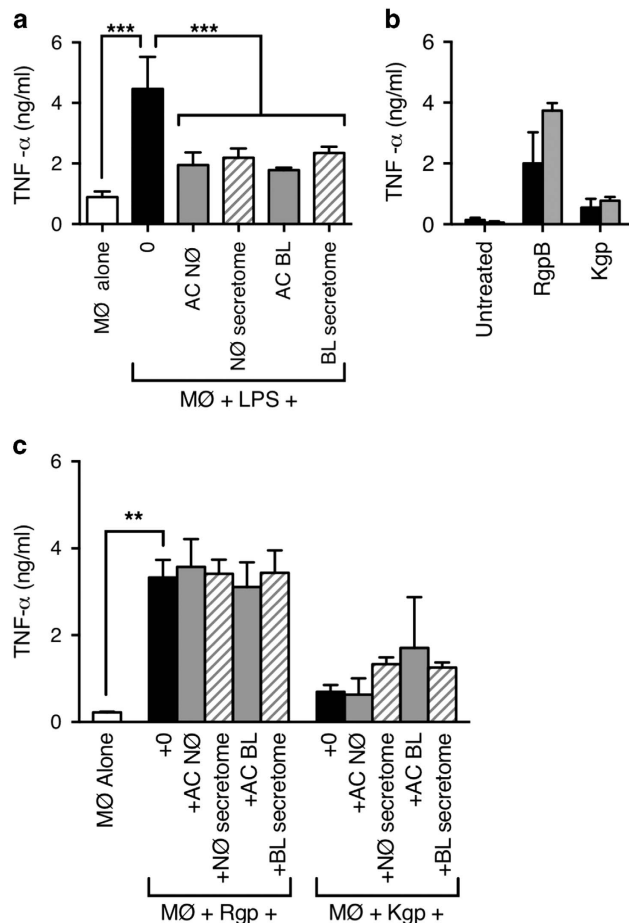 a
TNF -α (ng/ml)
6
4
2
0
***
***
MØ alone
0
AC NØ
NØ secretome
AC BL
BL secretome
MØ + LPS +
b
TNF -α (ng/ml)
6
4
2
0
Untreated
RgpB
Kgp
c
TNF-α (ng/ml)
6
4
2
0
**
MØ Alone
+0
+AC NØ
+NØ secretome
+AC BL
+BL secretome
+0
+AC NØ
+NØ secretome
+AC BL
+BL secretome
MØ + Rgp +
MØ + Kgp +